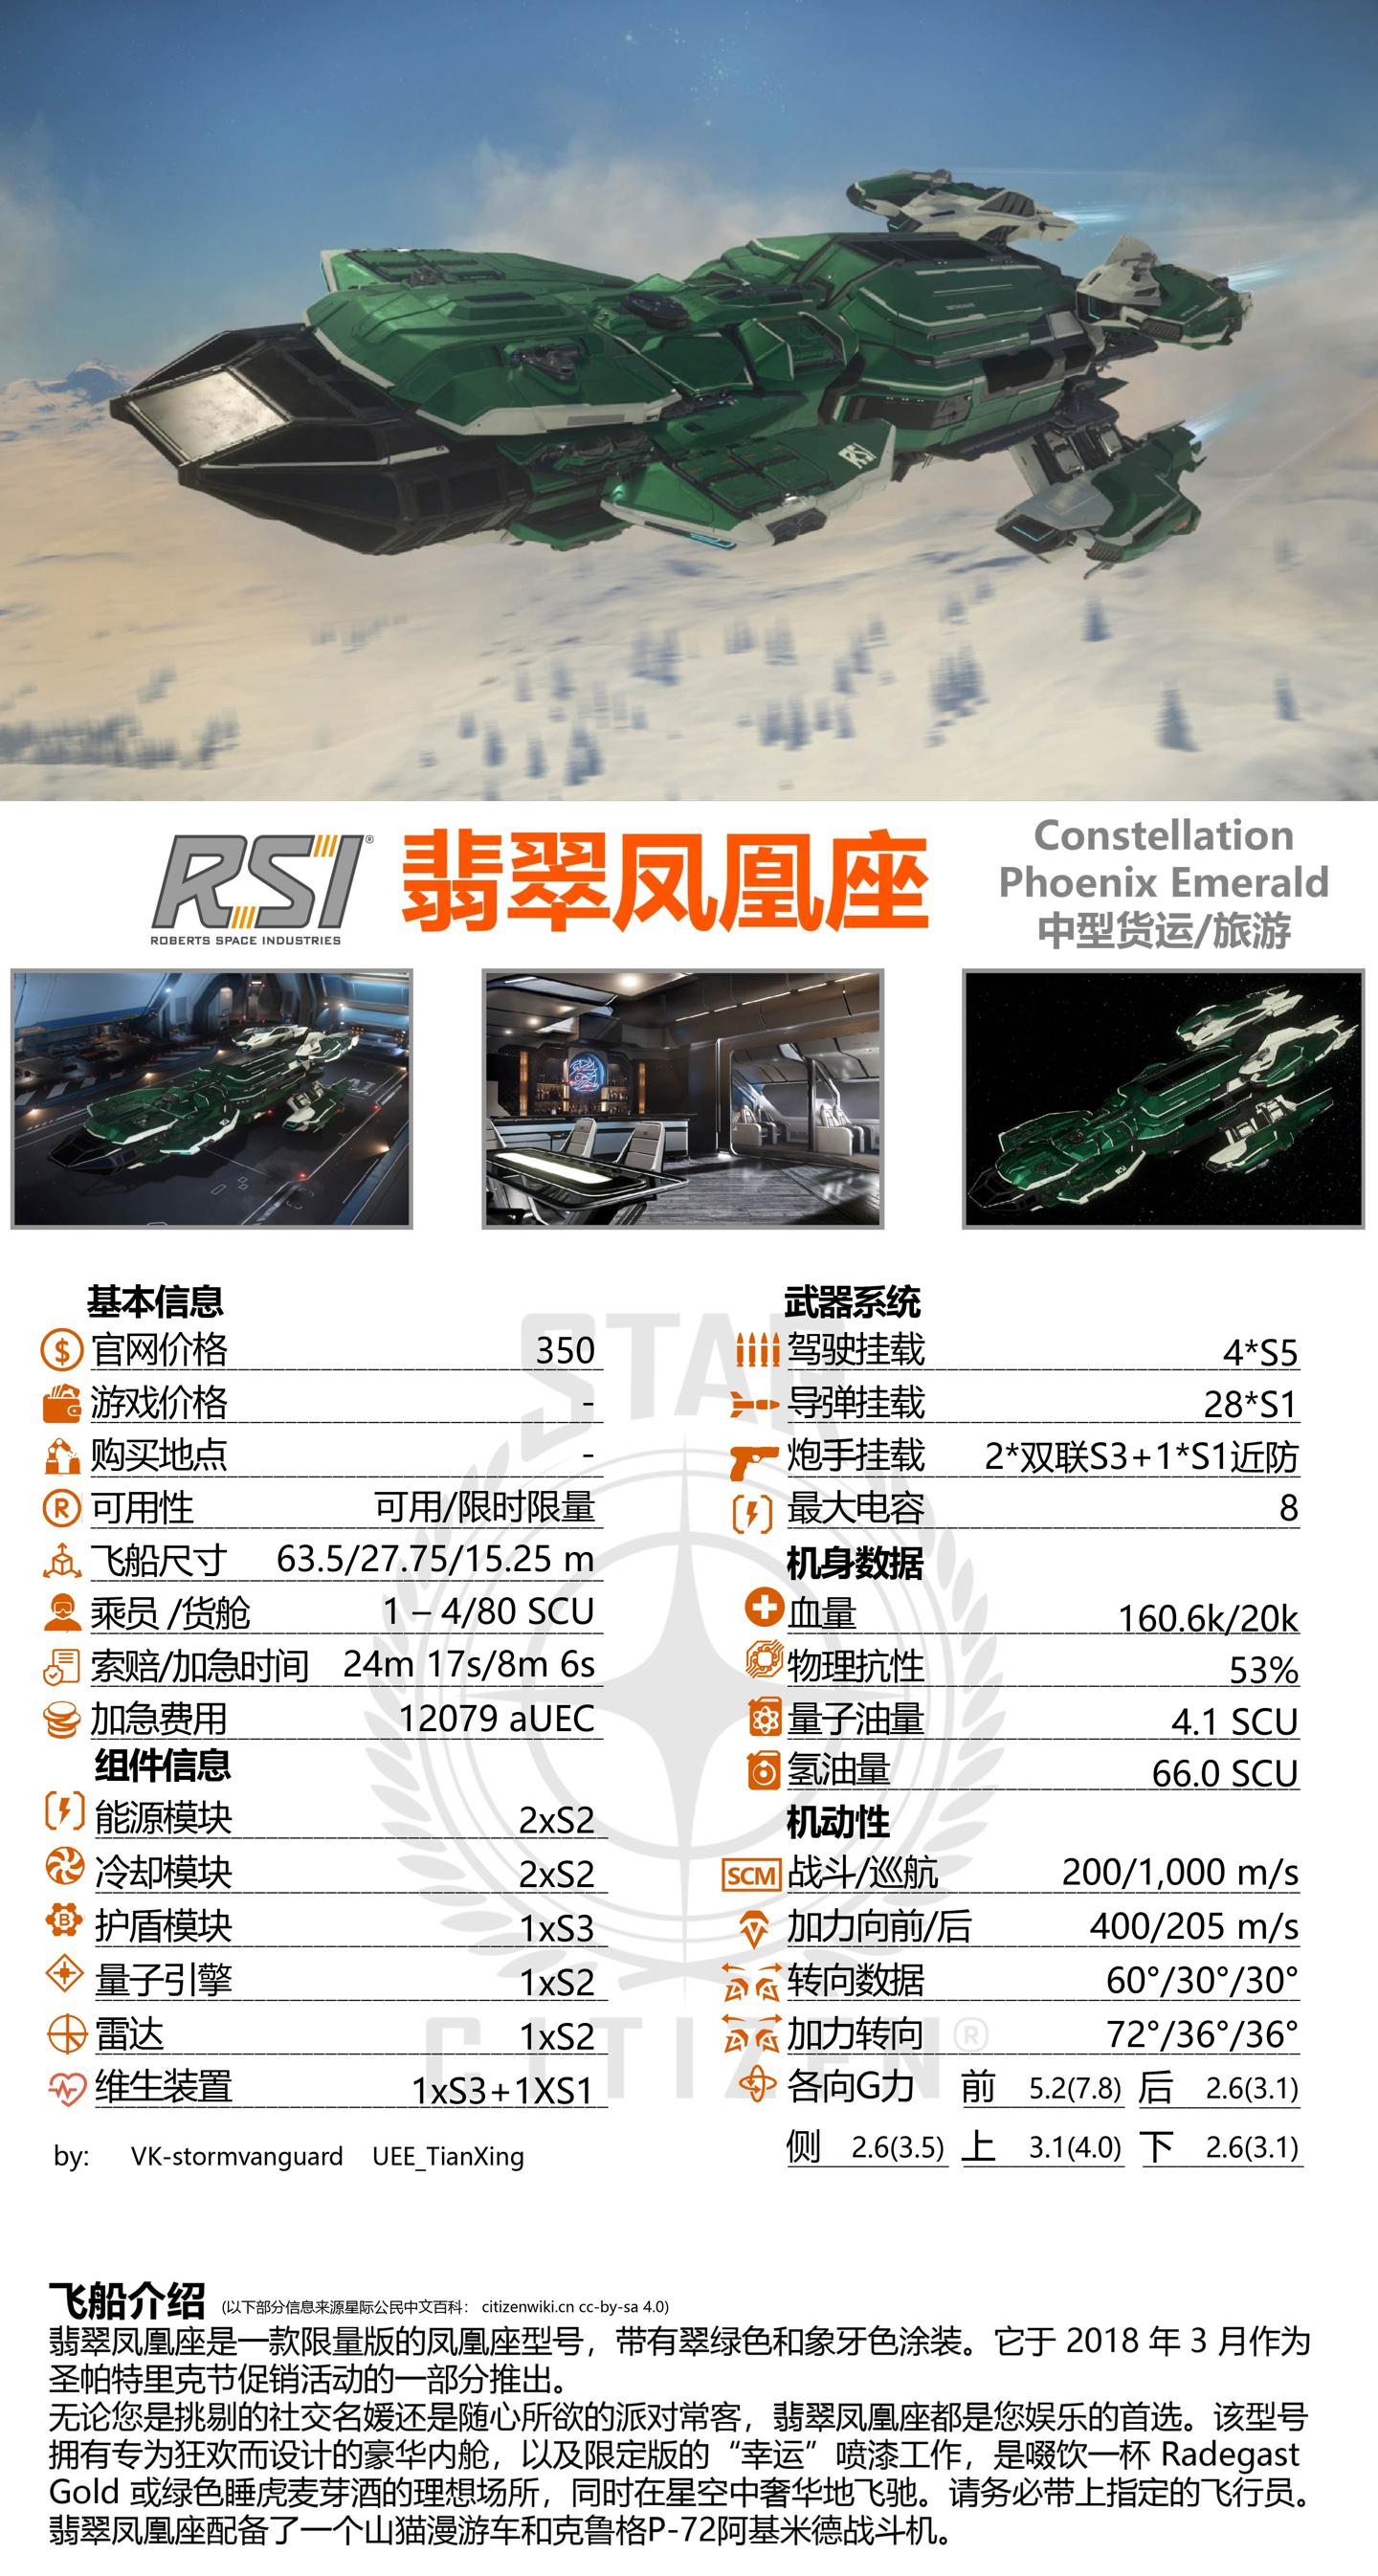 RSI
RSI®
ROBERTS SPACE INDUSTRIES
翡翠凤凰座
Constellation
Phoenix Emerald
中型货运/旅游
RSI
STAR
CITIZEN®
基本信息
官网价格 350
游戏价格 -
购买地点 -
可用性 可用/限时限量
飞船尺寸 63.5/27.75/15.25 m
乘员 /货舱 1 – 4/80 SCU
索赔/加急时间 24m 17s/8m 6s
加急费用 12079 aUEC
组件信息
能源模块 2xS2
冷却模块 2xS2
护盾模块 1xS3
量子引擎 1xS2
雷达 1xS2
维生装置 1xS3+1XS1
by: VK-stormvanguard UEE_TianXing
武器系统
驾驶挂载 4*S5
导弹挂载 28*S1
炮手挂载 2*双联S3+1*S1近防
最大电容 8
机身数据
血量 160.6k/20k
物理抗性 53%
量子油量 4.1 SCU
氢油量 66.0 SCU
机动性
SCM 战斗/巡航 200/1,000 m/s
加力向前/后 400/205 m/s
转向数据 60°/30°/30°
加力转向 72°/36°/36°
各向G力 前 5.2(7.8) 后 2.6(3.1)
侧 2.6(3.5) 上 3.1(4.0) 下 2.6(3.1)
飞船介绍 (以下部分信息来源星际公民中文百科： citizenwiki.cn cc-by-sa 4.0)
翡翠凤凰座是一款限量版的凤凰座型号，带有翠绿色和象牙色涂装。它于 2018 年 3 月作为
圣帕特里克节促销活动的一部分推出。
无论您是挑剔的社交名媛还是随心所欲的派对常客，翡翠凤凰座都是您娱乐的首选。该型号
拥有专为狂欢而设计的豪华内舱，以及限定版的“幸运”喷漆工作，是啜饮一杯 Radegast
Gold 或绿色睡虎麦芽酒的理想场所，同时在星空中奢华地飞驰。请务必带上指定的飞行员。
翡翠凤凰座配备了一个山猫漫游车和克鲁格P-72阿基米德战斗机。